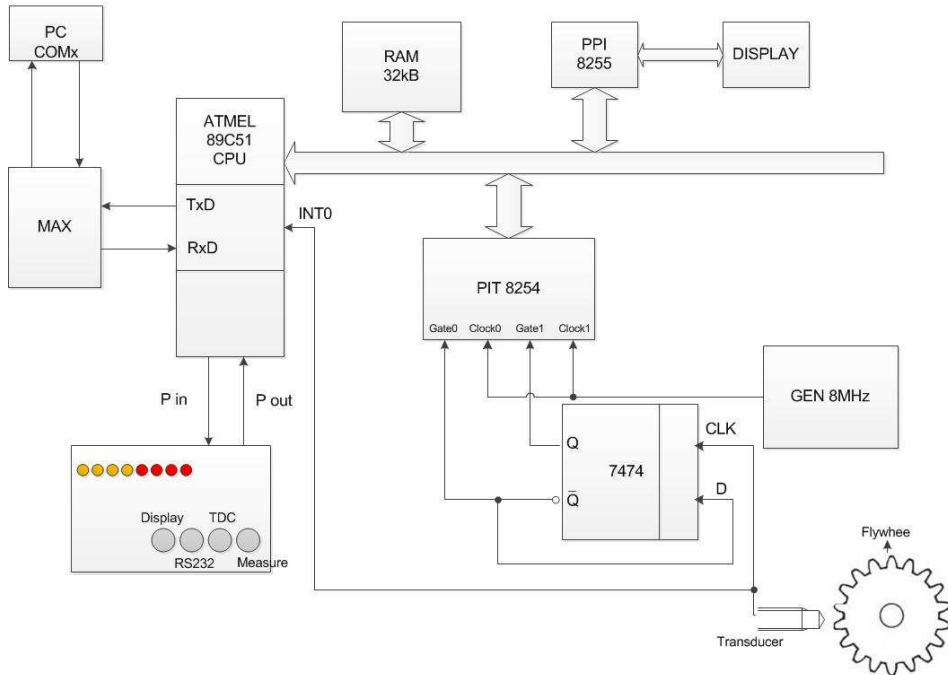 PC
COMx
RAM
32kB
PPI
8255
DISPLAY
ATMEL
89C51
CPU
MAX
TxD
RxD
INT0
PIT 8254
Gate0 Clock0 Gate1 Clock1
P in
P out
GEN 8MHz
Q
CLK
7474
Q̅
D
Display TDC
RS232 Measure
Flywhee
Transducer